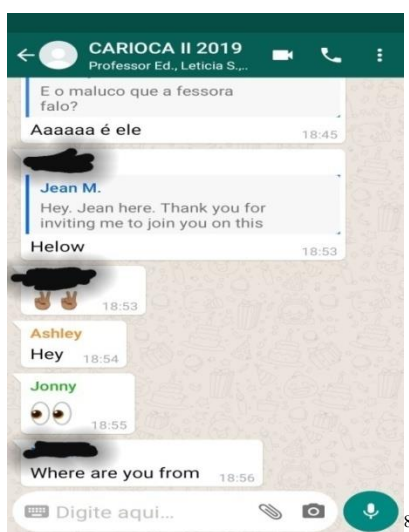 CARIOCA II 2019
Professor Ed., Leticia S.,..
E o maluco que a fessora
falo?
Aaaaaa é ele
18:45
Jean M.
Hey. Jean here. Thank you for
inviting me to join you on this
Helow
18:53
✌🏽✌🏽
18:53
Ashley
Hey 18:54
Jonny
👀
18:55
Where are you from 18:56
Digite aqui...
8